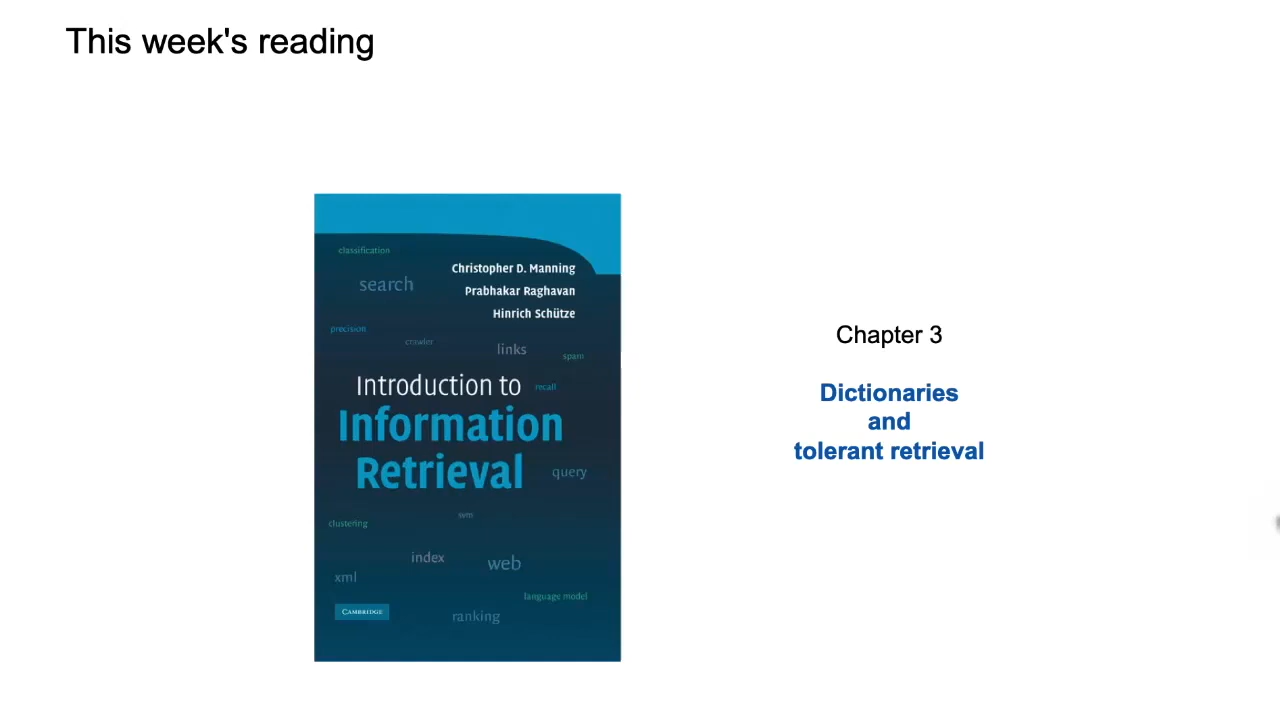 This week's reading
classification
search
Christopher D. Manning
Prabhakar Raghavan
Hinrich Schütze
precision
crawler
links
spam
Introduction to
recall
Information
Retrieval
query
svm
clustering
index
web
xml
language model
CAMBRIDGE
ranking
Chapter 3
Dictionaries
and
tolerant retrieval